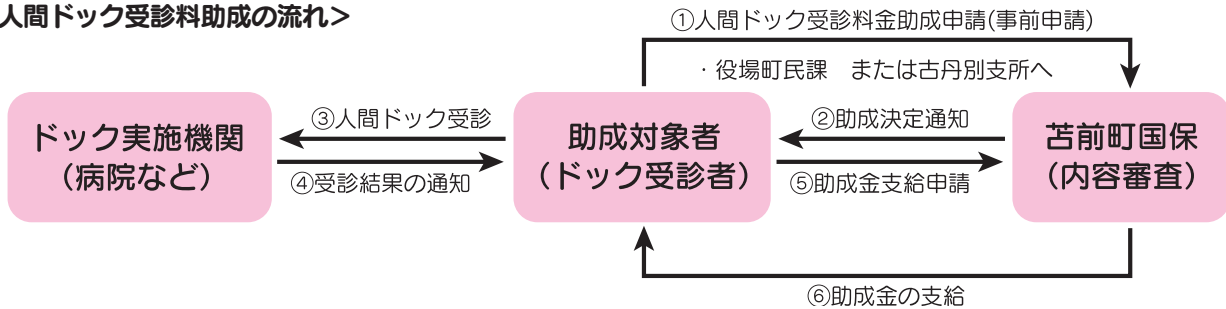 人間ドック受診料助成の流れ>
①人間ドック受診料金助成申請(事前申請)
・役場町民課　または古丹別支所へ
ドック実施機関
(病院など)
③人間ドック受診
④受診結果の通知
助成対象者
(ドック受診者)
②助成決定通知
⑤助成金支給申請
苫前町国保
(内容審査)
⑥助成金の支給